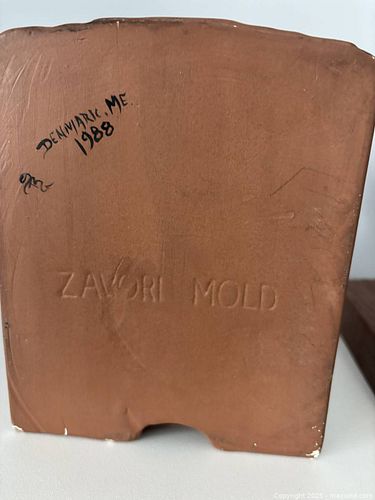 DENMARK, ME.
1988
ZAVORI MOLD